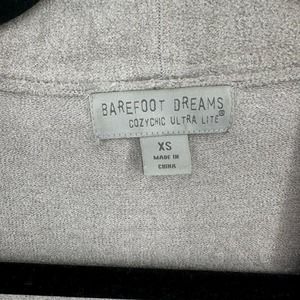 BAREFOOT DREAMS
COZYCHIC ULTRA LITE®
XS
MADE IN
CHINA